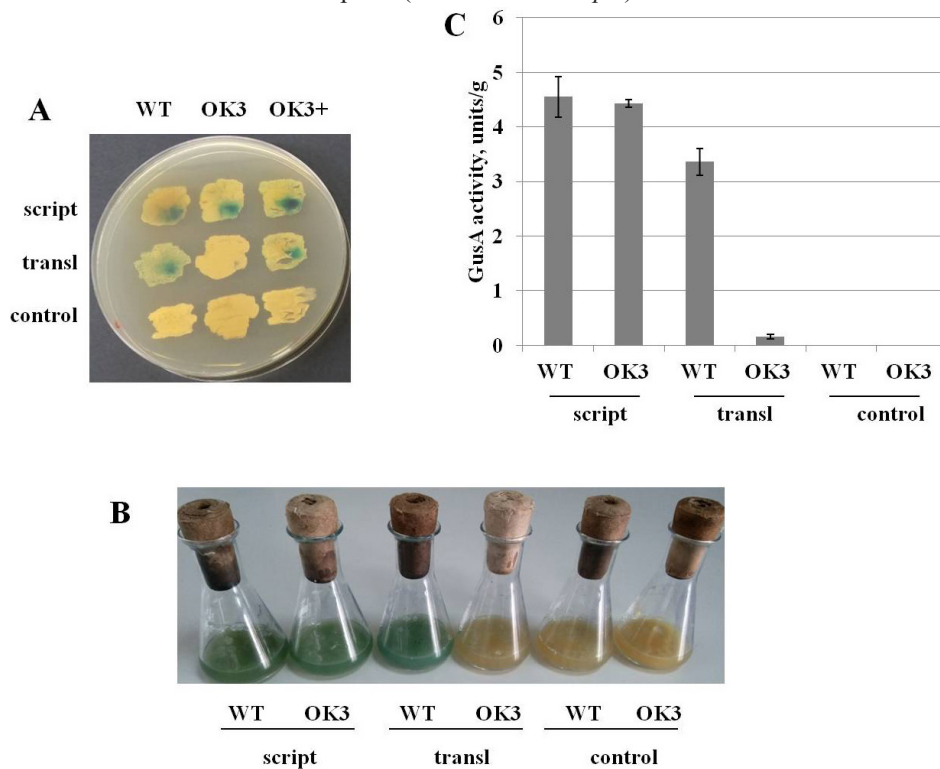 C
6
5
4
3
2
1
0
GusA activity, units/g
WT OK3 WT OK3 WT OK3
script transl control
A
WT OK3 OK3+
script
transl
control
B
WT OK3 WT OK3 WT OK3
script transl control